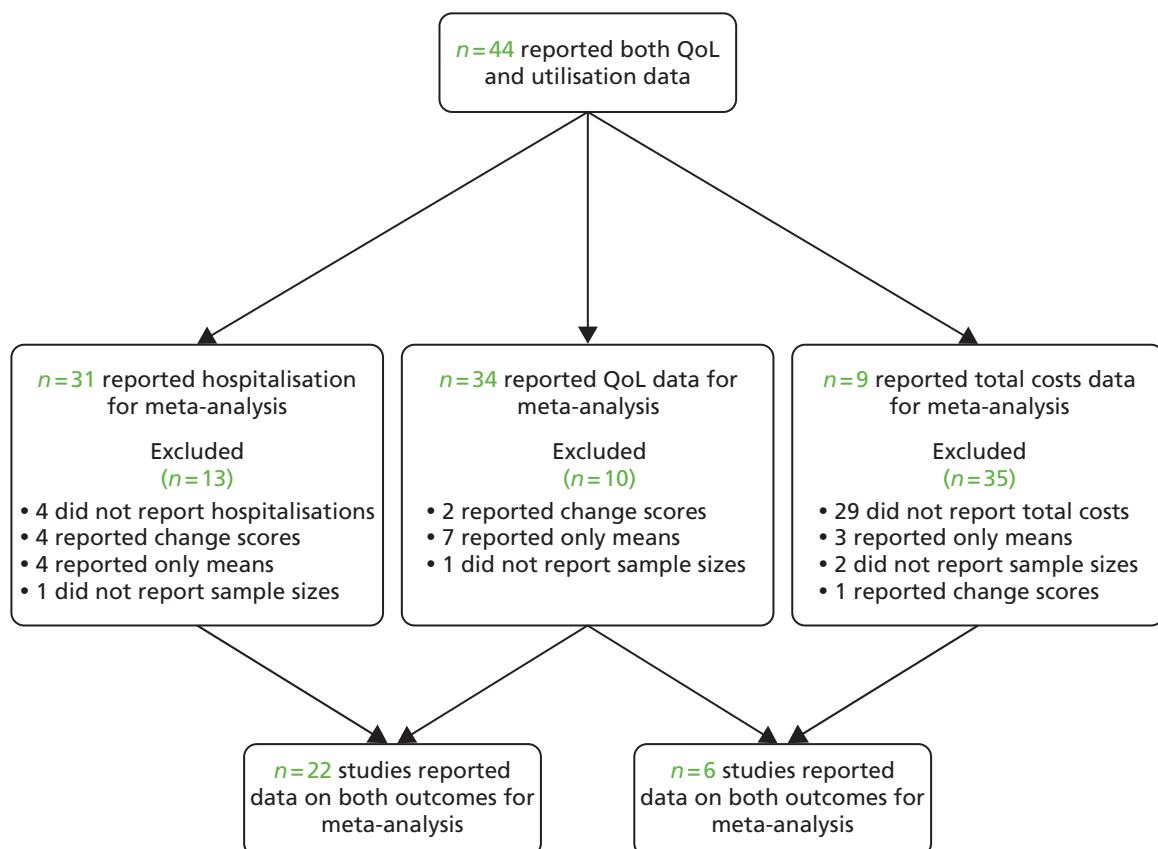 n=44 reported both QoL
and utilisation data
n=31 reported hospitalisation
for meta-analysis
Excluded
(n=13)
• 4 did not report hospitalisations
• 4 reported change scores
• 4 reported only means
• 1 did not report sample sizes
n=34 reported QoL data for
meta-analysis
Excluded
(n=10)
• 2 reported change scores
• 7 reported only means
• 1 did not report sample sizes
n=9 reported total costs data
for meta-analysis
Excluded
(n=35)
• 29 did not report total costs
• 3 reported only means
• 2 did not report sample sizes
• 1 reported change scores
n=22 studies reported
data on both outcomes for
meta-analysis
n=6 studies reported
data on both outcomes for
meta-analysis